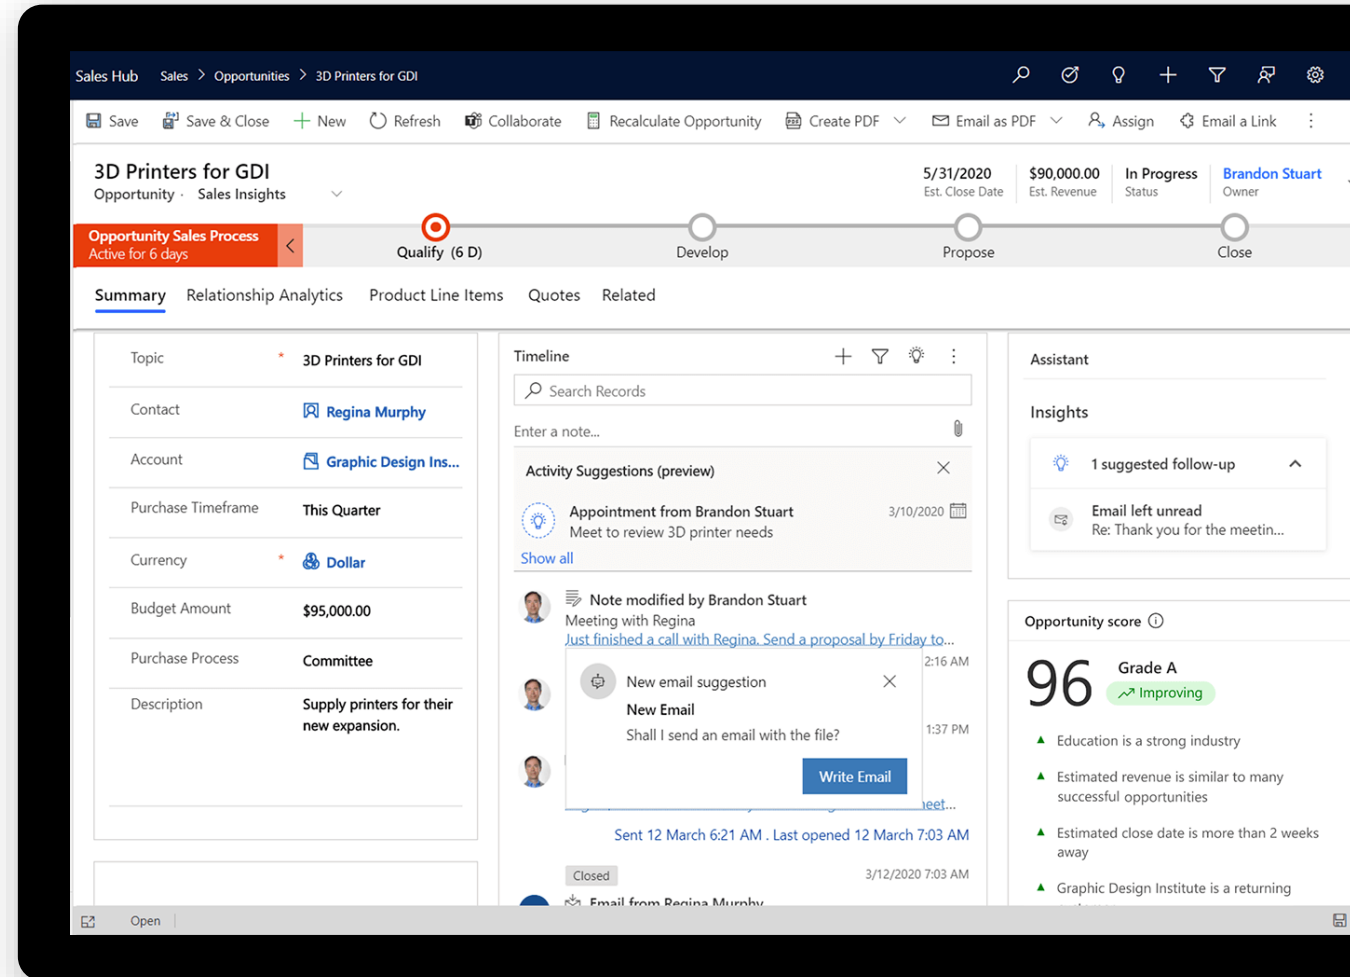 Sales Hub Sales > Opportunities > 3D Printers for GDI
Save Save & Close New Refresh Collaborate Recalculate Opportunity Create PDF Email as PDF Assign Email a Link
3D Printers for GDI
Opportunity · Sales Insights
5/31/2020 $90,000.00 In Progress Brandon Stuart
Est. Close Date Est. Revenue Status Owner
Opportunity Sales Process
Active for 6 days
Qualify (6 D) Develop Propose Close
Summary Relationship Analytics Product Line Items Quotes Related
Topic * 3D Printers for GDI
Contact Regina Murphy
Account Graphic Design Ins...
Purchase Timeframe This Quarter
Currency * Dollar
Budget Amount $95,000.00
Purchase Process Committee
Description Supply printers for their
new expansion.
Timeline
Search Records
Enter a note...
Activity Suggestions (preview)
Appointment from Brandon Stuart 3/10/2020
Meet to review 3D printer needs
Show all
Note modified by Brandon Stuart
Meeting with Regina
Just finished a call with Regina. Send a proposal by Friday to...
2:16 AM
New email suggestion
New Email
Shall I send an email with the file?
1:37 PM
Write Email
eet...
Sent 12 March 6:21 AM . Last opened 12 March 7:03 AM
Closed 3/12/2020 7:03 AM
Email from Regina Murphy
Assistant
Insights
1 suggested follow-up
Email left unread
Re: Thank you for the meetin...
Opportunity score
96 Grade A
Improving
Education is a strong industry
Estimated revenue is similar to many
successful opportunities
Estimated close date is more than 2 weeks
away
Graphic Design Institute is a returning
Open